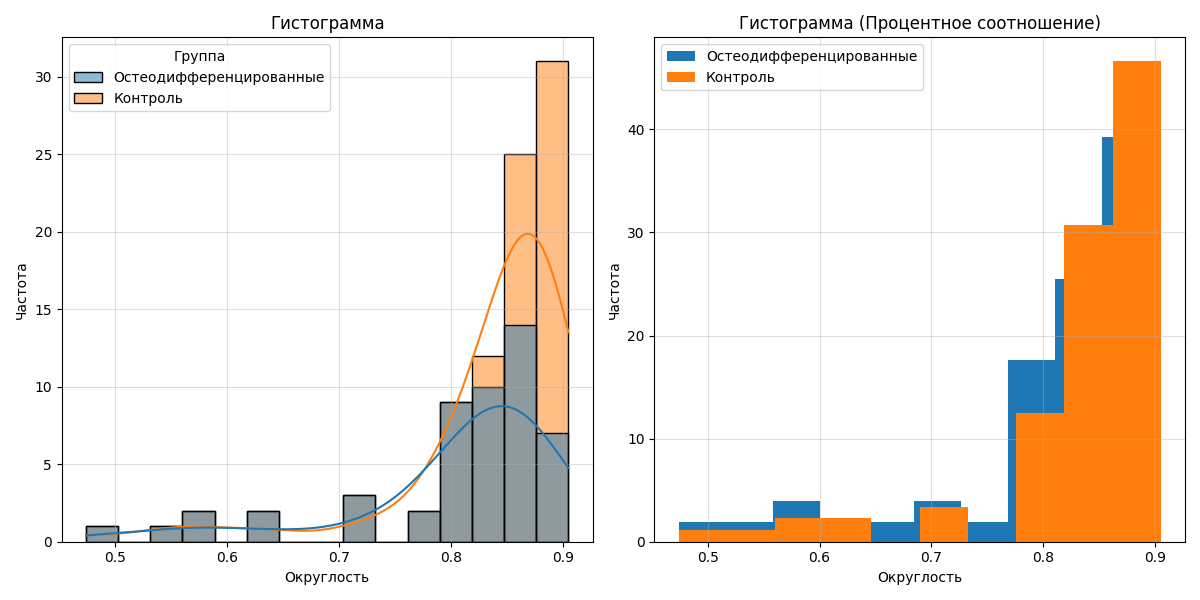 Гистограмма
Группа
Остеодифференцированные
Контроль
Частота
30
25
20
15
10
5
0
0.5 0.6 0.7 0.8 0.9
Округлость
Гистограмма (Процентное соотношение)
Остеодифференцированные
Контроль
Частота
40
30
20
10
0
0.5 0.6 0.7 0.8 0.9
Округлость